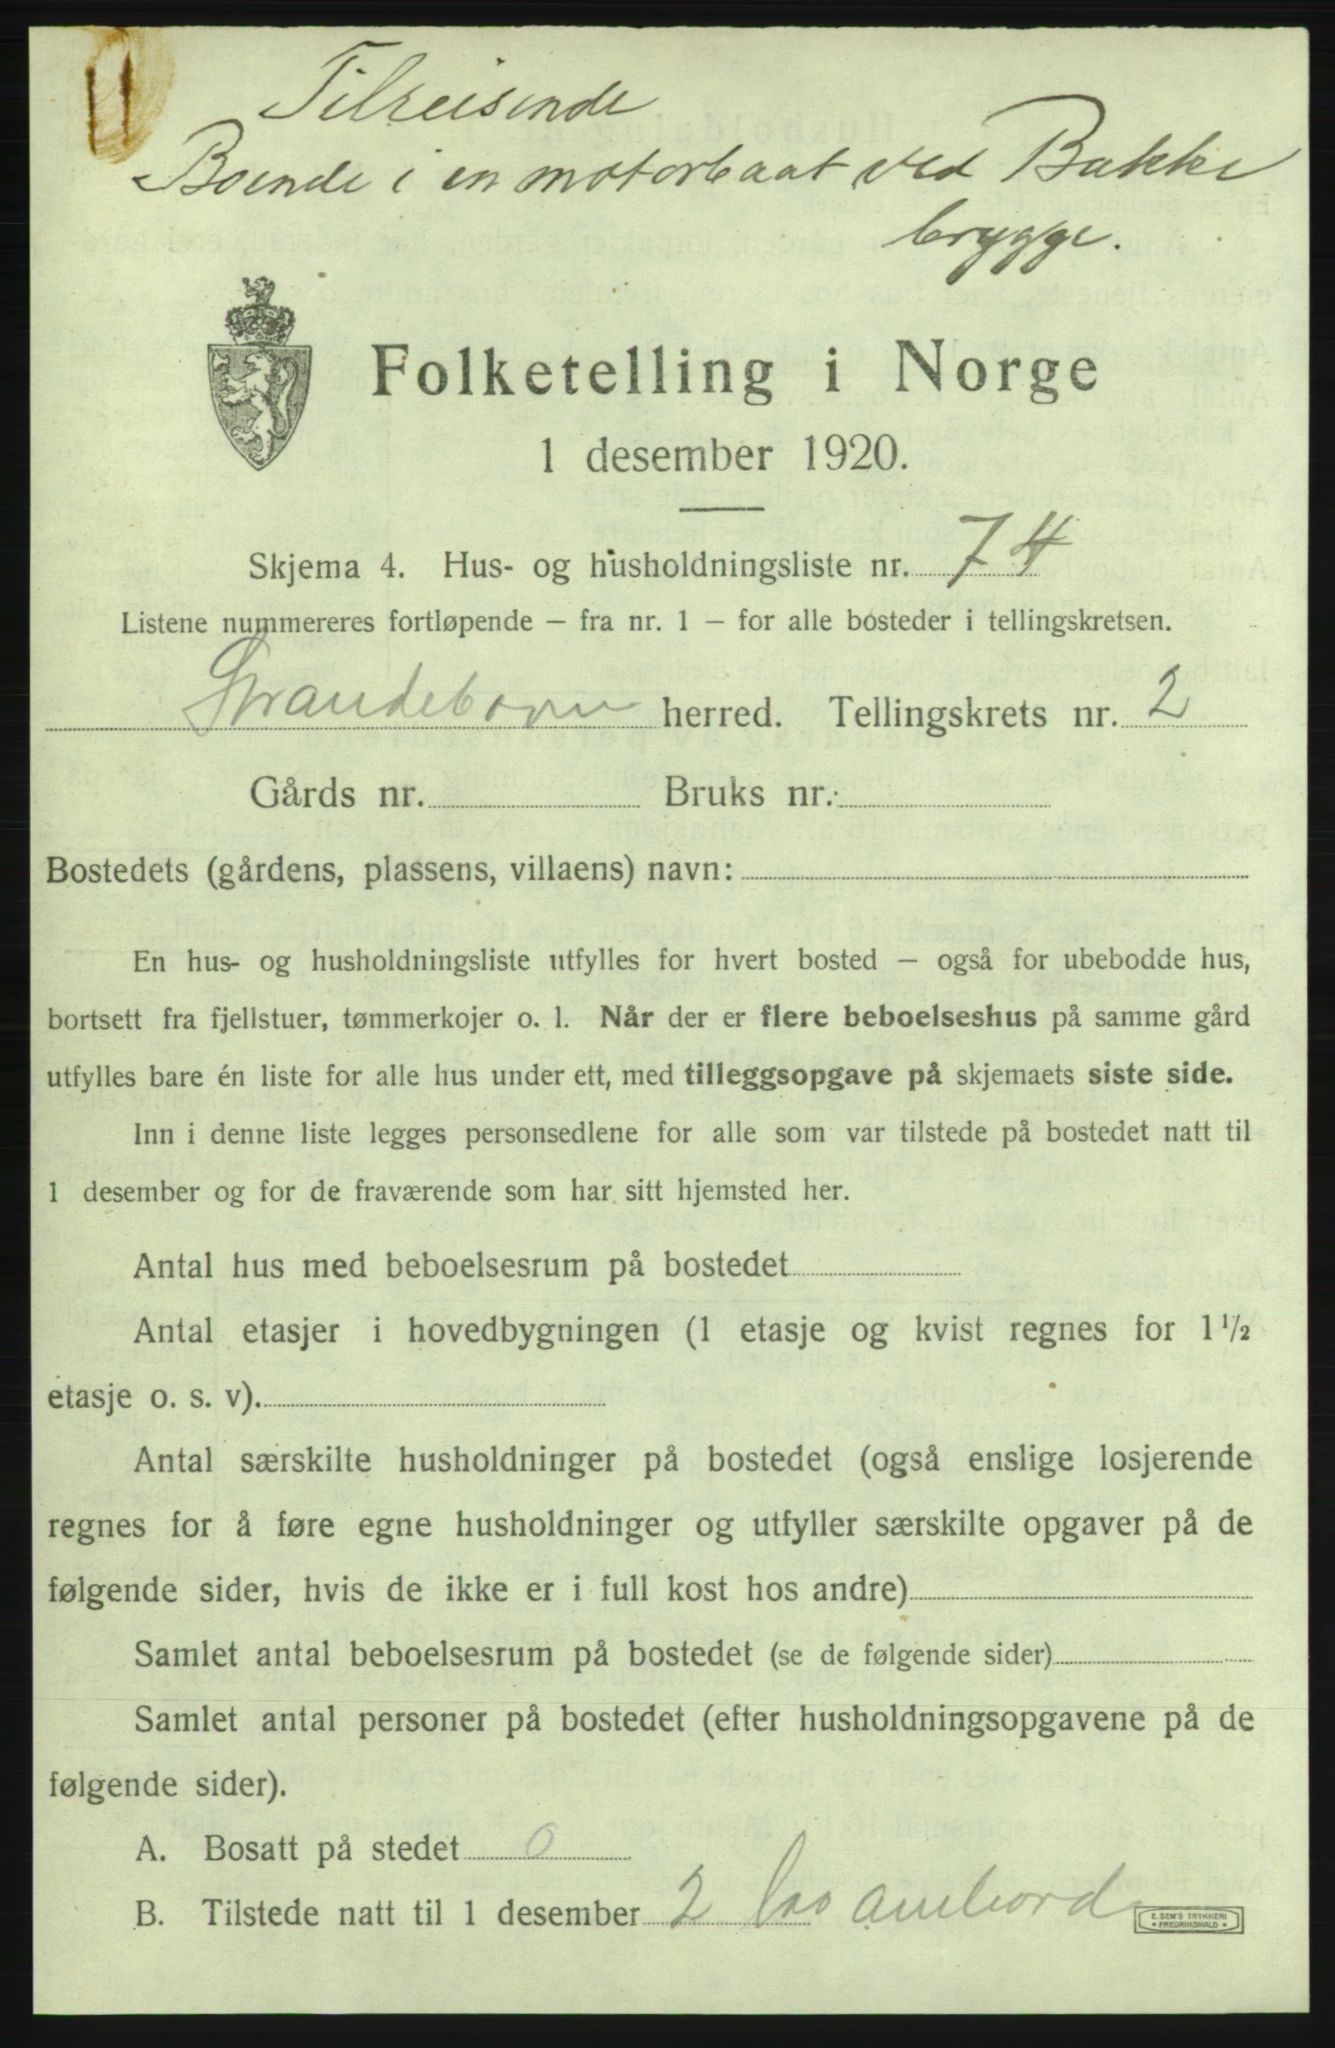 Tilreisende
Boende i en motorbaat ved Bakke
brygge.
Folketelling i Norge
1 desember 1920.
Skjema 4. Hus- og husholdningsliste nr. 74
Listene nummereres fortløpende – fra nr. 1 – for alle bosteder i tellingskretsen.
Strandebarm herred. Tellingskrets nr. 2
Gårds nr. Bruks nr.
Bostedets (gårdens, plassens, villaens) navn:
En hus- og husholdningsliste utfylles for hvert bosted – også for ubebodde hus,
bortsett fra fjellstuer, tømmerkojer o. l. Når der er flere beboelseshus på samme gård
utfylles bare én liste for alle hus under ett, med tilleggsopgave på skjemaets siste side.
Inn i denne liste legges personsedlene for alle som var tilstede på bostedet natt til
1 desember og for de fraværende som har sitt hjemsted her.
Antal hus med beboelsesrum på bostedet
Antal etasjer i hovedbygningen (1 etasje og kvist regnes for 1 1/2
etasje o. s. v).
Antal særskilte husholdninger på bostedet (også enslige losjerende
regnes for å føre egne husholdninger og utfyller særskilte opgaver på de
følgende sider, hvis de ikke er i full kost hos andre)
Samlet antal beboelsesrum på bostedet (se de følgende sider)
Samlet antal personer på bostedet (efter husholdningsopgavene på de
følgende sider).
A. Bosatt på stedet 0
B. Tilstede natt til 1 desember 2 ombord
E. SEM'S TRYKKERI
FREDRIKSHALD